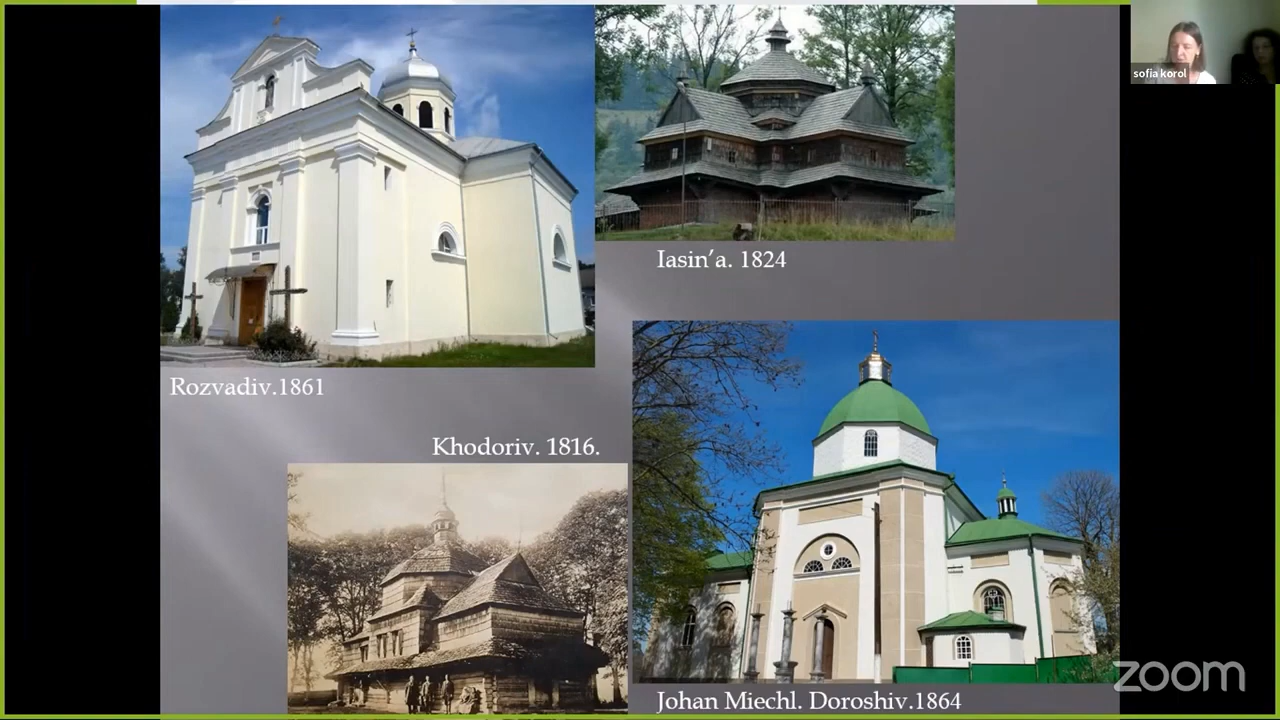 sofia korol
Iasin’a. 1824
Rozvadiv.1861
Khodoriv. 1816.
Johan Miechl. Doroshiv.1864
zoom